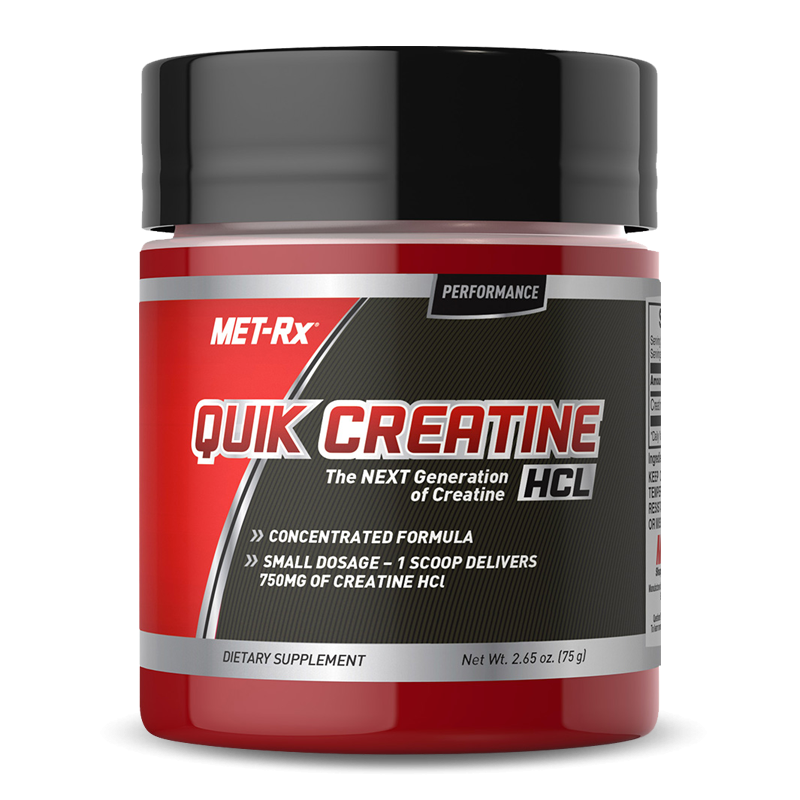 PERFORMANCE
MET-Rx®
QUIK CREATINE
The NEXT Generation
of Creatine
HCL
» CONCENTRATED FORMULA
» SMALL DOSAGE – 1 SCOOP DELIVERS
750MG OF CREATINE HCl
DIETARY SUPPLEMENT
Net Wt. 2.65 oz. (75 g)